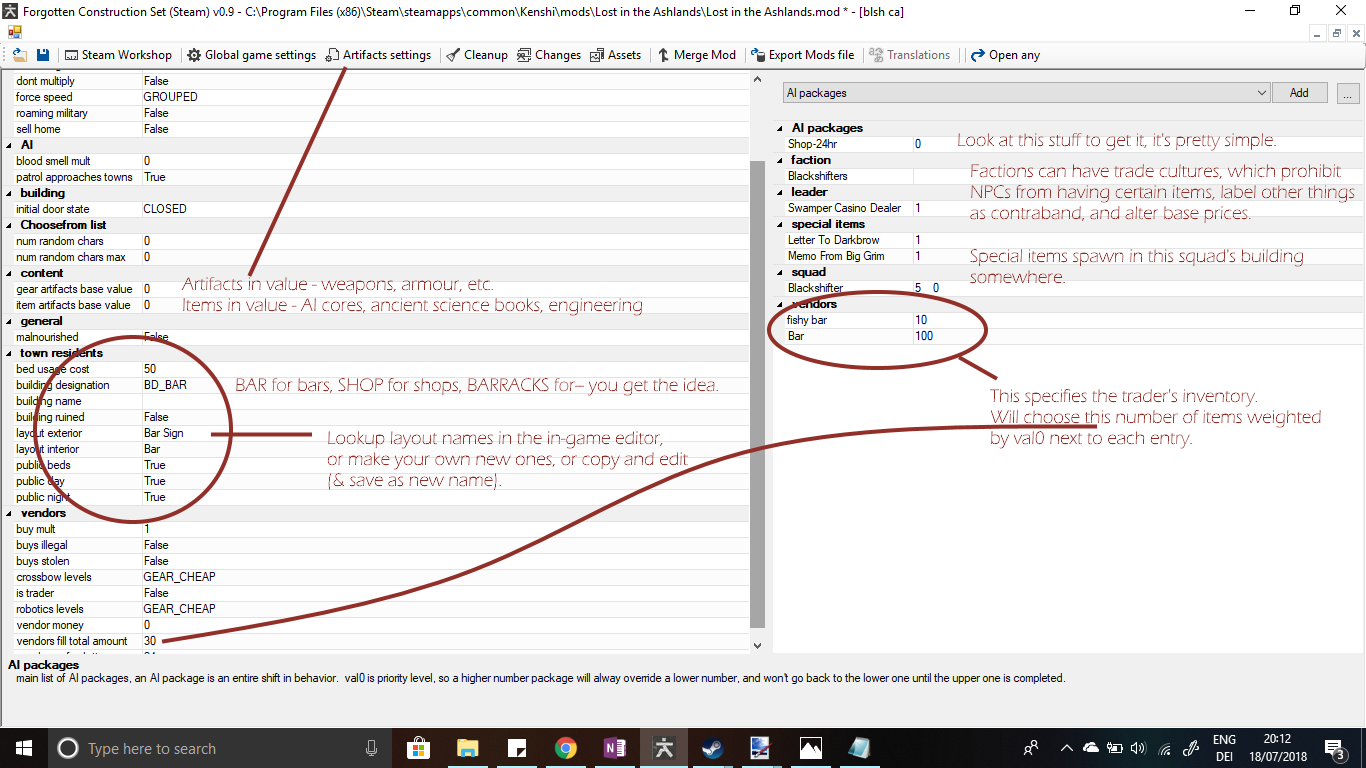 Forgotten Construction Set (Steam) v0.9 - C:\Program Files (x86)\Steam\steamapps\common\Kenshi\mods\Lost in the Ashlands\Lost in the Ashlands.mod * - [blsh ca]
Steam Workshop Global game settings Artifacts settings Cleanup Changes Assets Merge Mod Export Mods file Translations Open any
dont multiply False
force speed GROUPED
roaming military False
sell home False
AI
blood smell mult 0
patrol approaches towns True
building
initial door state CLOSED
Choosefrom list
num random chars 0
num random chars max 0
content
gear artifacts base value 0
item artifacts base value 0
general
malnourished False
town residents
bed usage cost 50
building designation BD_BAR
building name
building ruined False
layout exterior Bar Sign
layout interior Bar
public beds True
public day True
public night True
vendors
buy mult 1
buys illegal False
buys stolen False
crossbow levels GEAR_CHEAP
is trader False
robotics levels GEAR_CHEAP
vendor money 0
vendors fill total amount 30
Artifacts in value - weapons, armour, etc.
Items in value - AI cores, ancient science books, engineering
BAR for bars, SHOP for shops, BARRACKS for– you get the idea.
Lookup layout names in the in-game editor,
or make your own new ones, or copy and edit
(& save as new name).
AI packages Add ...
AI packages
Shop-24hr 0
faction
Blackshifters
leader
Swamper Casino Dealer 1
special items
Letter To Darkbrow 1
Memo From Big Grim 1
squad
Blackshifter 5 0
vendors
fishy bar 10
Bar 100
Look at this stuff to get it, it's pretty simple.
Factions can have trade cultures, which prohibit
NPCs from having certain items, label other things
as contraband, and alter base prices.
Special items spawn in this squad's building
somewhere.
This specifies the trader's inventory.
Will choose this number of items weighted
by val0 next to each entry.
AI packages
main list of AI packages, an AI package is an entire shift in behavior. val0 is priority level, so a higher number package will alway override a lower number, and won't go back to the lower one until the upper one is completed.
Type here to search
ENG
DEI
20:12
18/07/2018
3